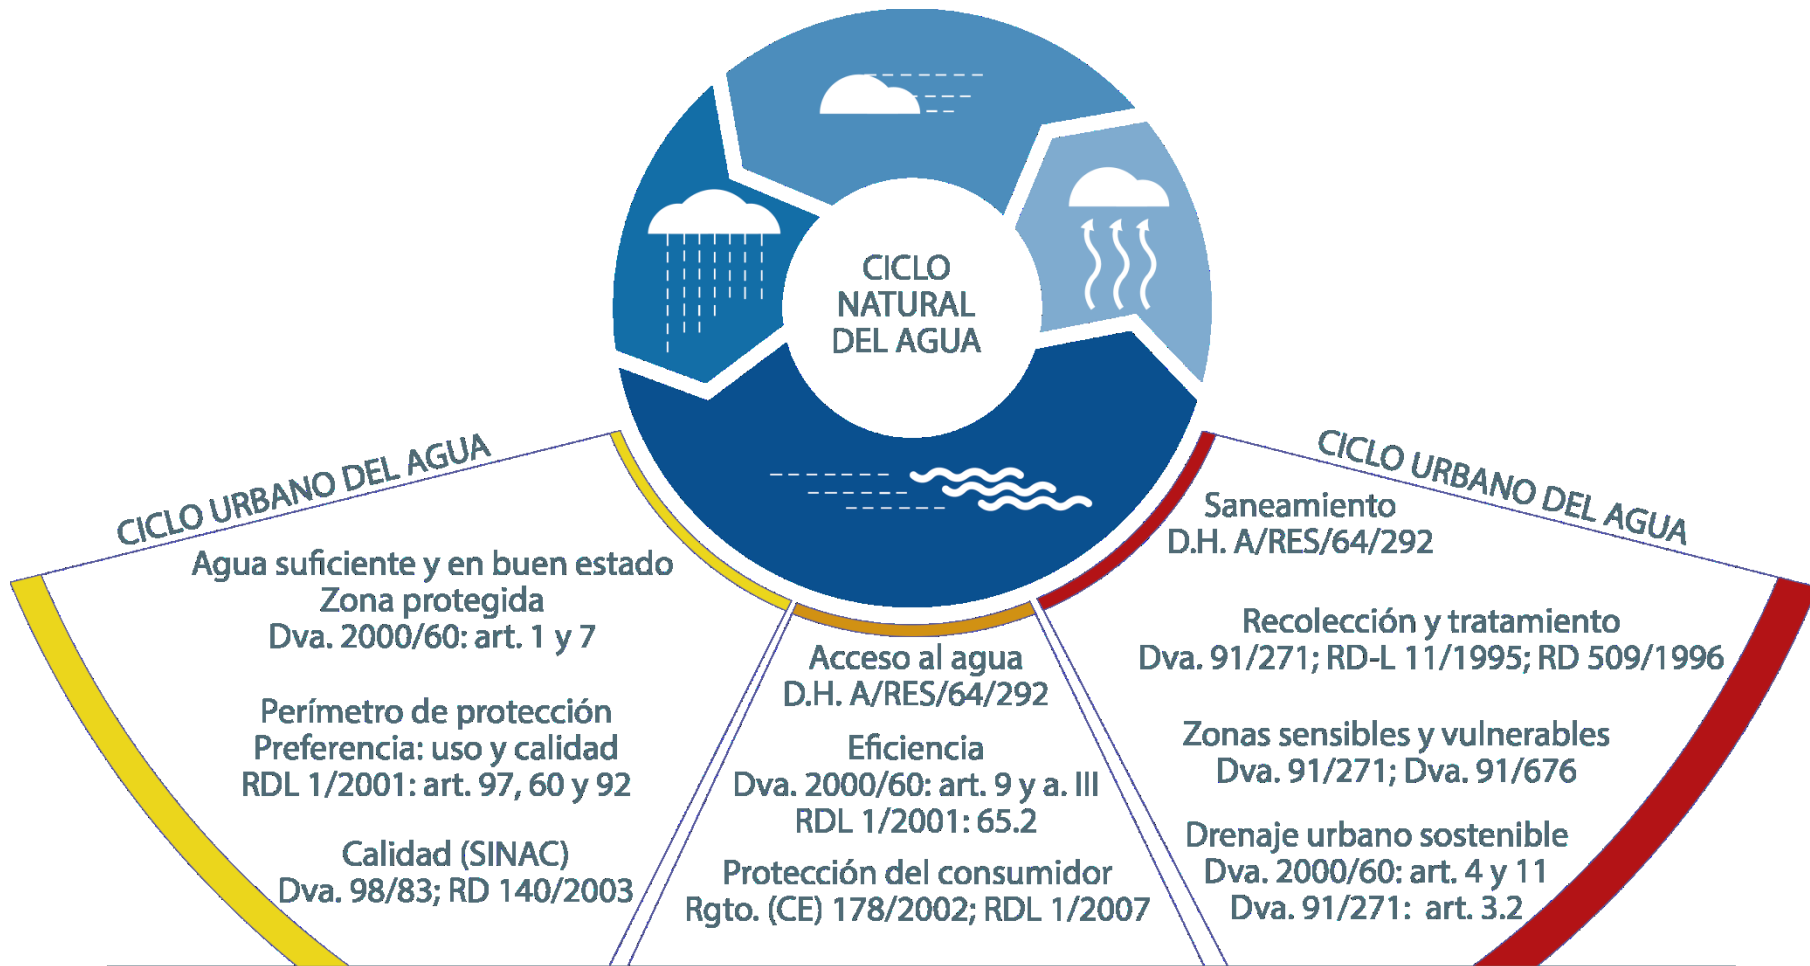 CICLO
NATURAL
DEL AGUA
CICLO URBANO DEL AGUA
Agua suficiente y en buen estado
Zona protegida
Dva. 2000/60: art. 1 y 7
Perímetro de protección
Preferencia: uso y calidad
RDL 1/2001: art. 97, 60 y 92
Calidad (SINAC)
Dva. 98/83; RD 140/2003
Acceso al agua
D.H. A/RES/64/292
Eficiencia
Dva. 2000/60: art. 9 y a. III
RDL 1/2001: 65.2
Protección del consumidor
Rgto. (CE) 178/2002; RDL 1/2007
CICLO URBANO DEL AGUA
Saneamiento
D.H. A/RES/64/292
Recolección y tratamiento
Dva. 91/271; RD-L 11/1995; RD 509/1996
Zonas sensibles y vulnerables
Dva. 91/271; Dva. 91/676
Drenaje urbano sostenible
Dva. 2000/60: art. 4 y 11
Dva. 91/271: art. 3.2